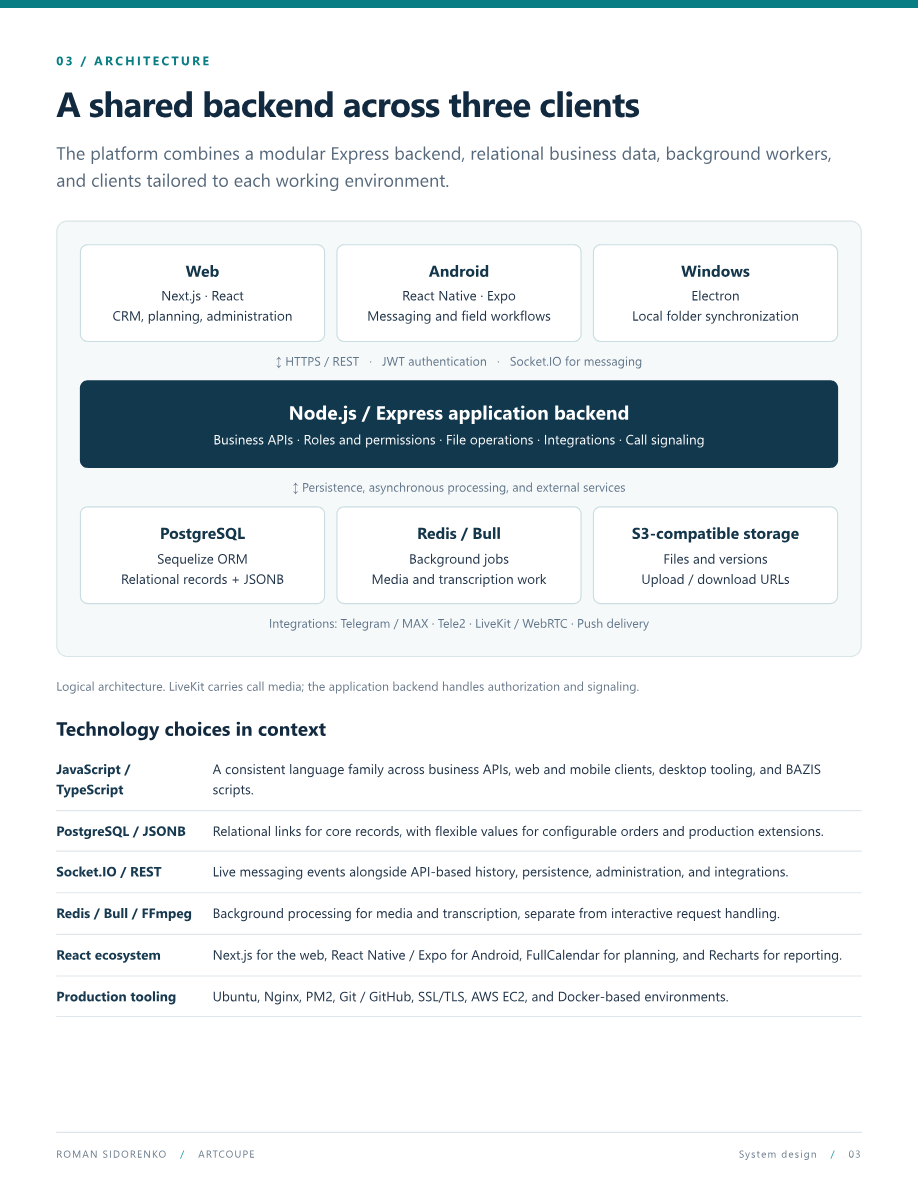 03 / ARCHITECTURE
A shared backend across three clients
The platform combines a modular Express backend, relational business data, background workers,
and clients tailored to each working environment.
Web
Next.js · React
CRM, planning, administration
Android
React Native · Expo
Messaging and field workflows
Windows
Electron
Local folder synchronization
↕ HTTPS / REST · JWT authentication · Socket.IO for messaging
Node.js / Express application backend
Business APIs · Roles and permissions · File operations · Integrations · Call signaling
↕ Persistence, asynchronous processing, and external services
PostgreSQL
Sequelize ORM
Relational records + JSONB
Redis / Bull
Background jobs
Media and transcription work
S3-compatible storage
Files and versions
Upload / download URLs
Integrations: Telegram / MAX · Tele2 · LiveKit / WebRTC · Push delivery
Logical architecture. LiveKit carries call media; the application backend handles authorization and signaling.
Technology choices in context
JavaScript /
TypeScript
A consistent language family across business APIs, web and mobile clients, desktop tooling, and BAZIS
scripts.
PostgreSQL / JSONB
Relational links for core records, with flexible values for configurable orders and production extensions.
Socket.IO / REST
Live messaging events alongside API-based history, persistence, administration, and integrations.
Redis / Bull / FFmpeg
Background processing for media and transcription, separate from interactive request handling.
React ecosystem
Next.js for the web, React Native / Expo for Android, FullCalendar for planning, and Recharts for reporting.
Production tooling
Ubuntu, Nginx, PM2, Git / GitHub, SSL/TLS, AWS EC2, and Docker-based environments.
ROMAN SIDORENKO / ARTCOUPE
System design / 03